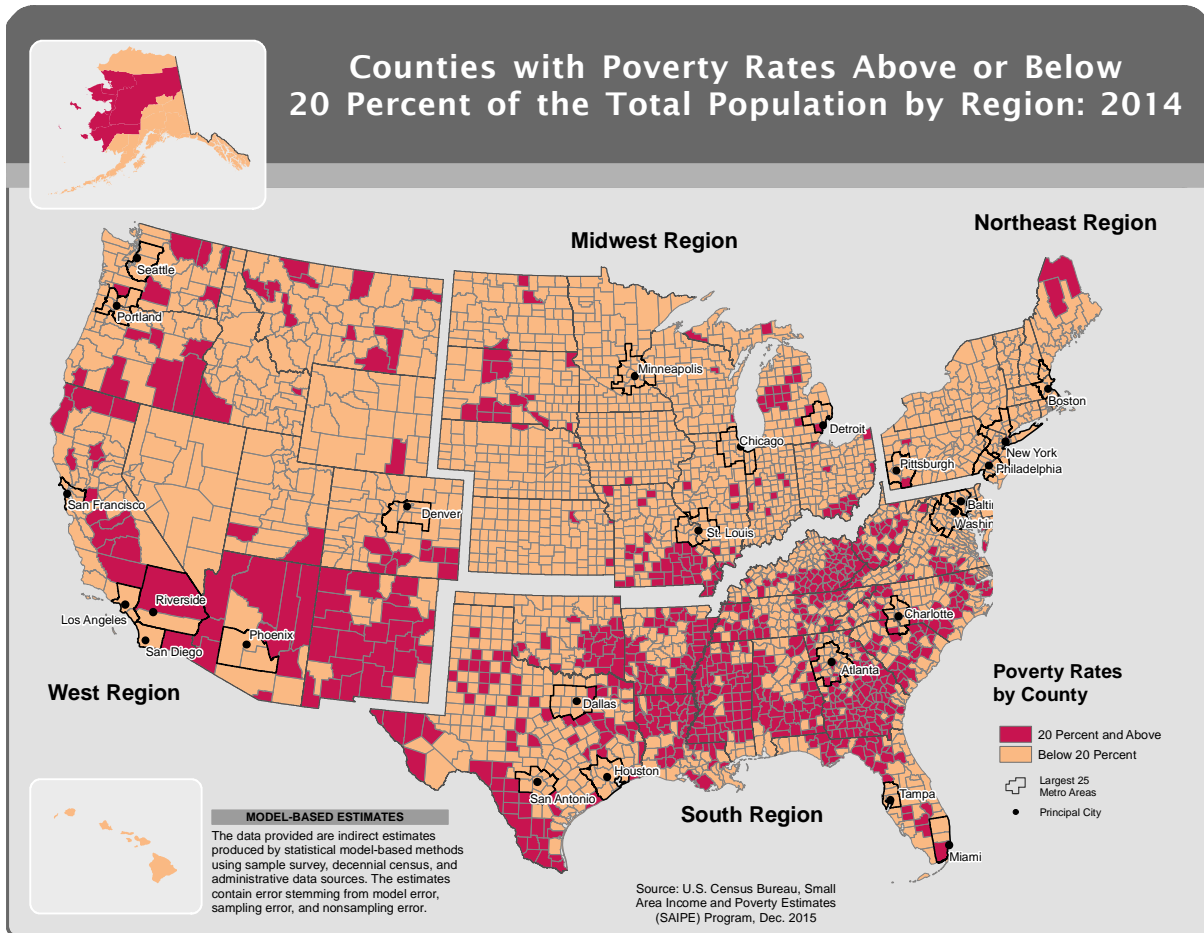 Counties with Poverty Rates Above or Below
20 Percent of the Total Population by Region: 2014
Northeast Region
Midwest Region
Seattle
Portland
Minneapolis
Boston
Detroit
Chicago
New York
Pittsburgh
Philadelphia
San Francisco
Denver
Baltin
Washin
St. Louis
Riverside
Los Angeles
Phoenix
San Diego
Charlotte
Atlanta
West Region
Dallas
Houston
San Antonio
Tampa
Miami
South Region
Poverty Rates
by County
20 Percent and Above
Below 20 Percent
Largest 25
Metro Areas
Principal City
MODEL-BASED ESTIMATES
The data provided are indirect estimates
produced by statistical model-based methods
using sample survey, decennial census, and
administrative data sources. The estimates
contain error stemming from model error,
sampling error, and nonsampling error.
Source: U.S. Census Bureau, Small
Area Income and Poverty Estimates
(SAIPE) Program, Dec. 2015